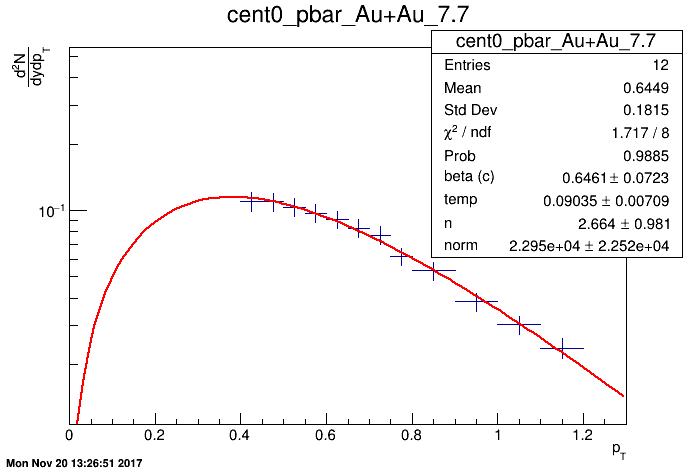 cent0_pbar_Au+Au_7.7
d²N
dydp_T
cent0_pbar_Au+Au_7.7
Entries 12
Mean 0.6449
Std Dev 0.1815
χ² / ndf 1.717 / 8
Prob 0.9885
beta (c) 0.6461 ± 0.0723
temp 0.09035 ± 0.00709
n 2.664 ± 0.981
norm 2.295e+04 ± 2.252e+04
10⁻¹
0 0.2 0.4 0.6 0.8 1 1.2
p_T
Mon Nov 20 13:26:51 2017